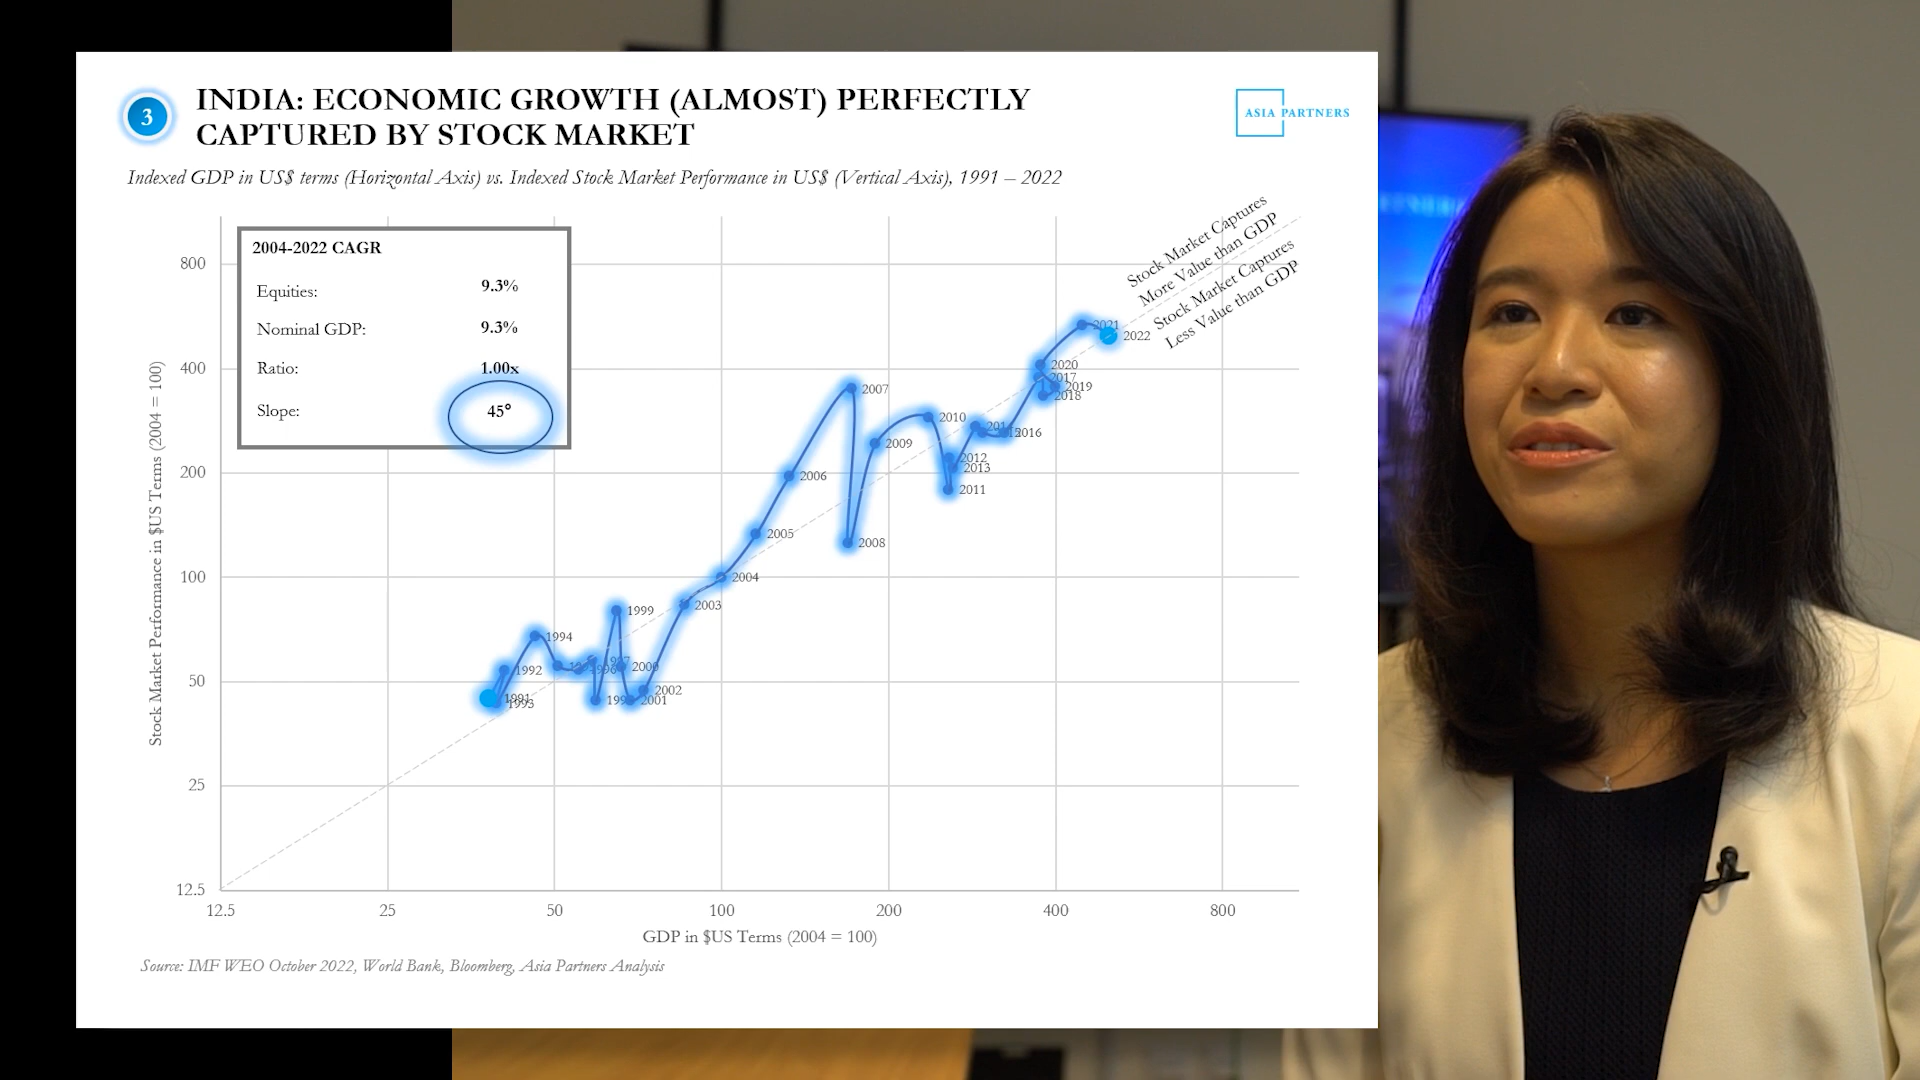 3
INDIA: ECONOMIC GROWTH (ALMOST) PERFECTLY
CAPTURED BY STOCK MARKET
ASIA PARTNERS
Indexed GDP in US$ terms (Horizontal Axis) vs. Indexed Stock Market Performance in US$ (Vertical Axis), 1991 – 2022
2004-2022 CAGR
Equities: 9.3%
Nominal GDP: 9.3%
Ratio: 1.00x
Slope: 45°
Stock Market Captures
More Value than GDP
Stock Market Captures
Less Value than GDP
Stock Market Performance in $US Terms (2004 = 100)
800
400
200
100
50
25
12.5
2021
2022
2020
2017
2019
2018
2007
2010
2016
2009
2012
2013
2006
2011
2005
2008
2004
1999
2003
1994
1992
2000
2002
1991
1993
2001
12.5 25 50 100 200 400 800
GDP in $US Terms (2004 = 100)
Source: IMF WEO October 2022, World Bank, Bloomberg, Asia Partners Analysis